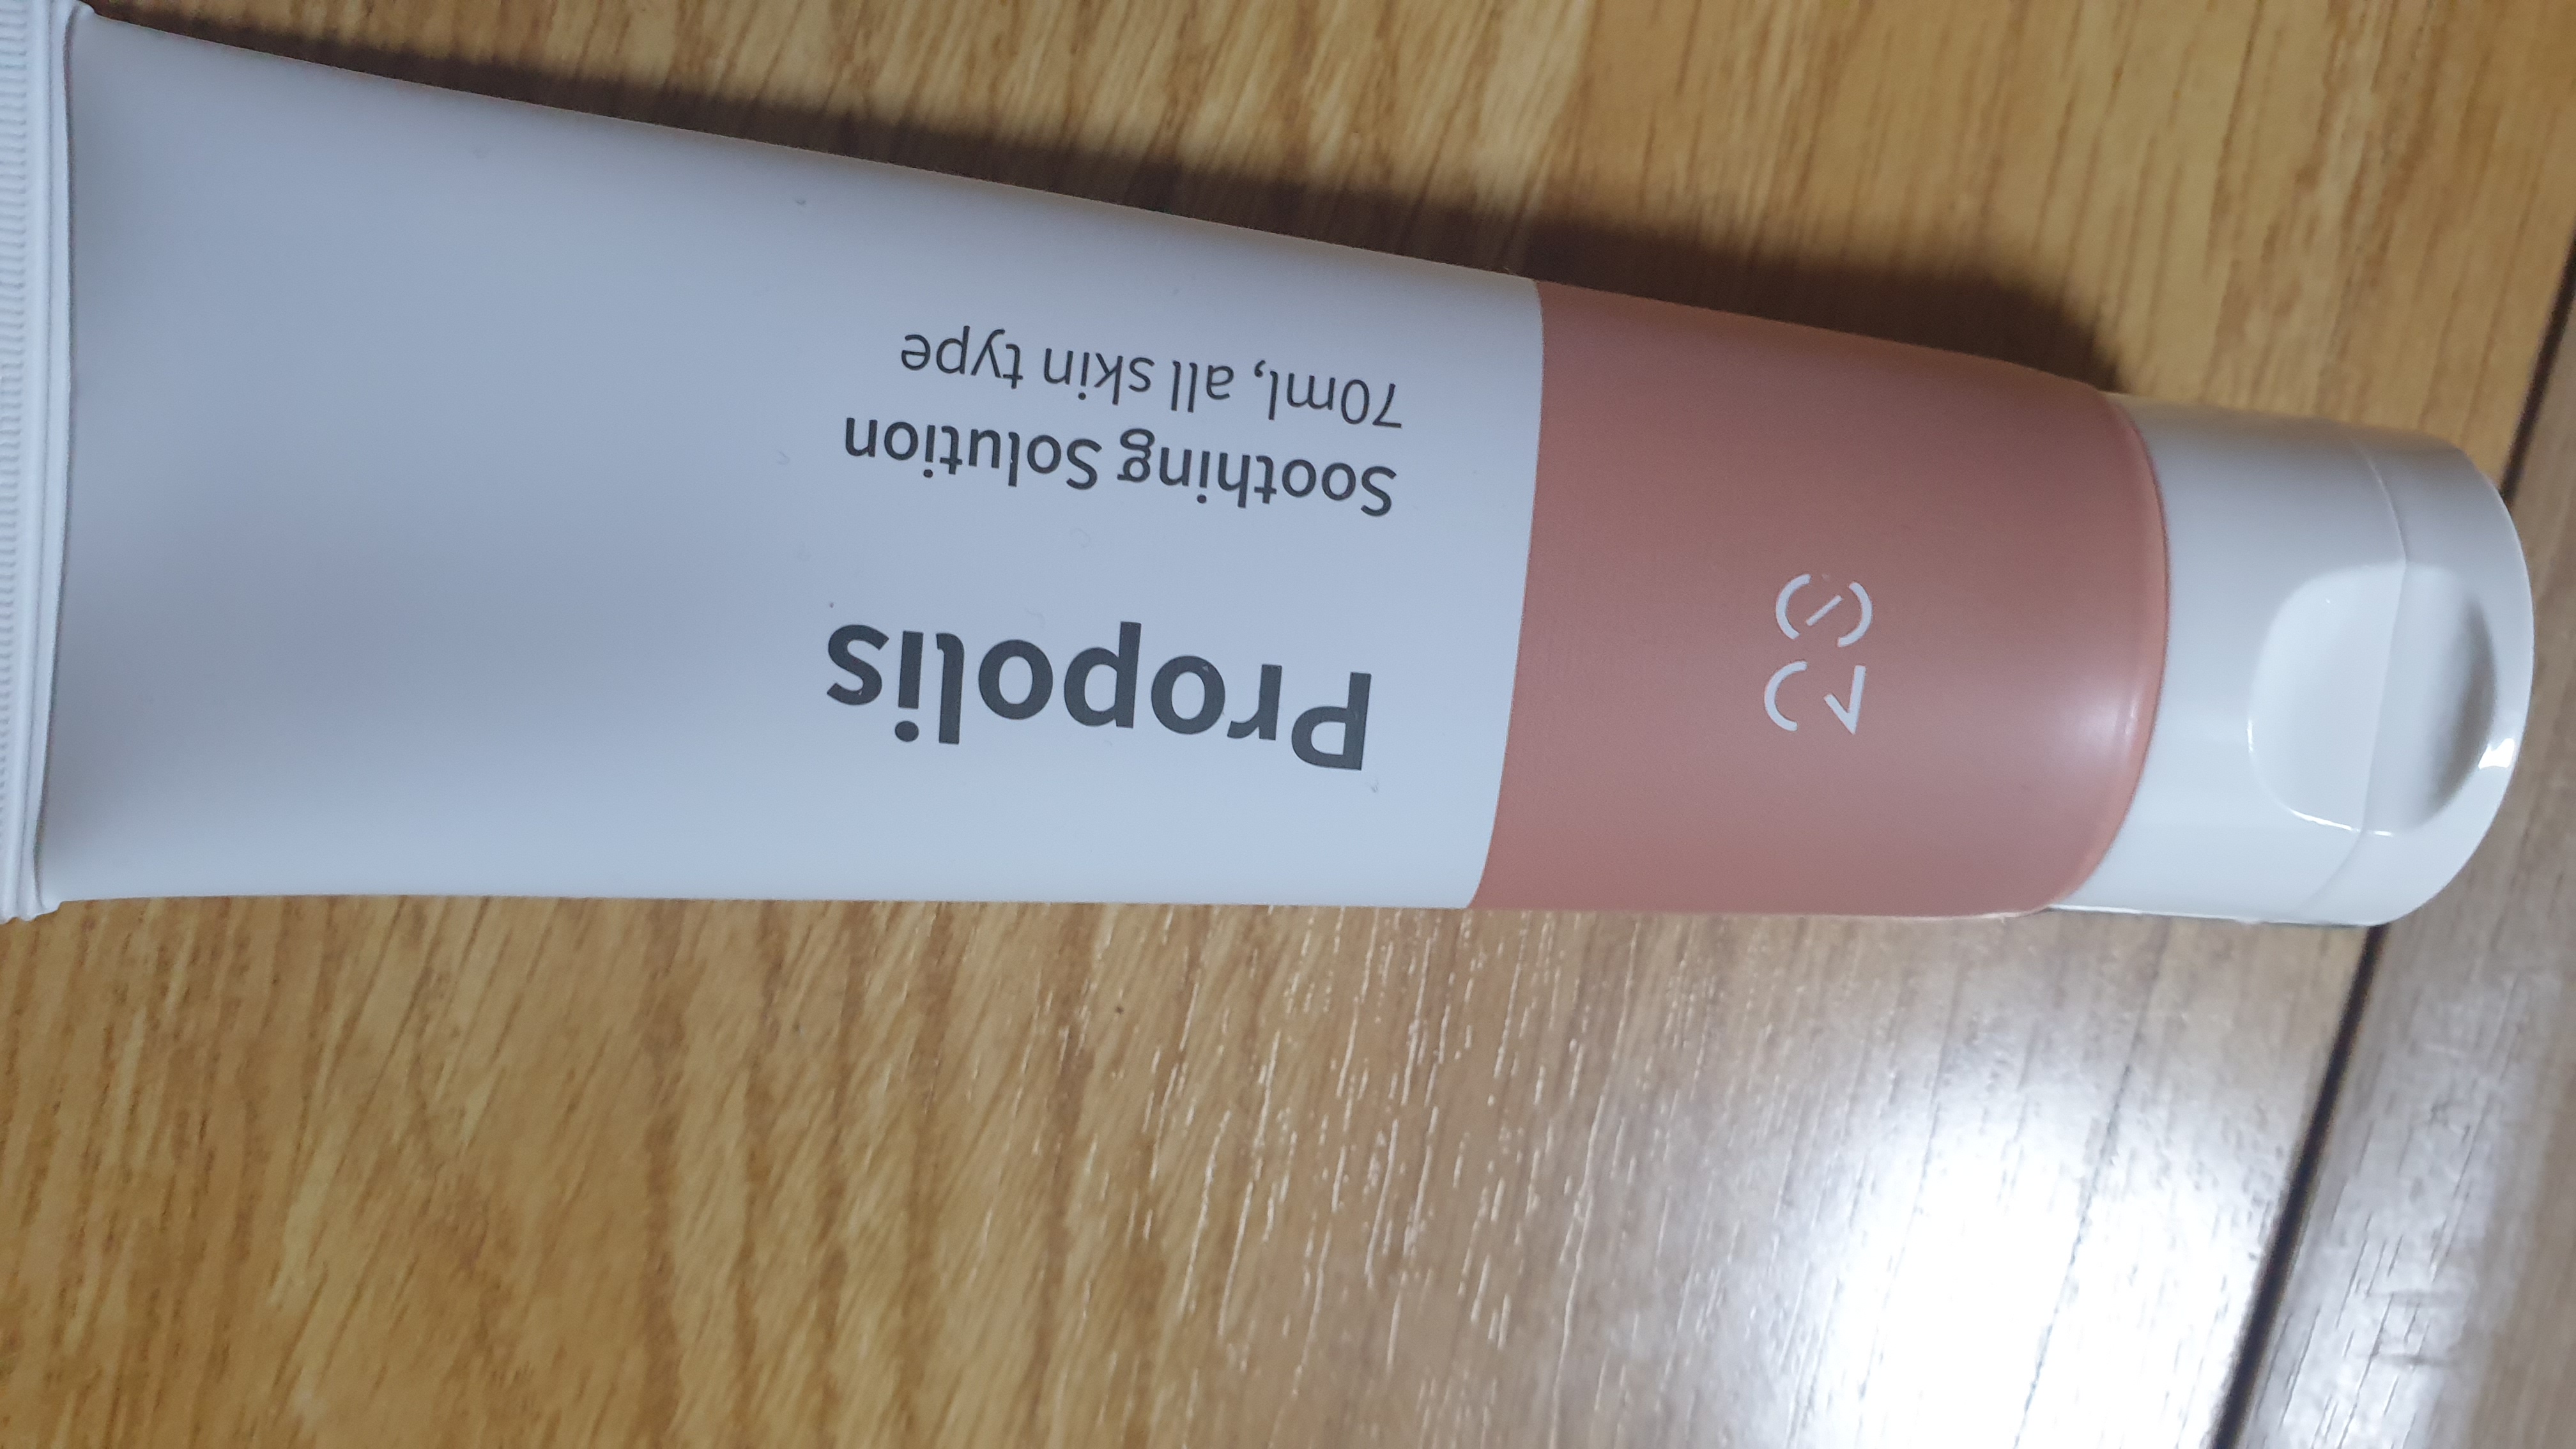 Propolis
Soothing Solution
70ml, all skin type